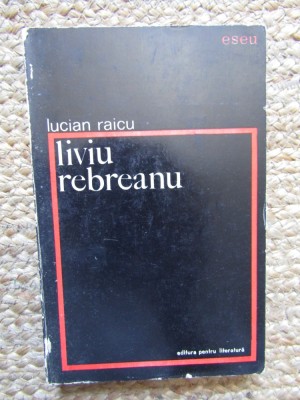 eseu
lucian raicu
liviu
rebreanu
editura pentru literatură